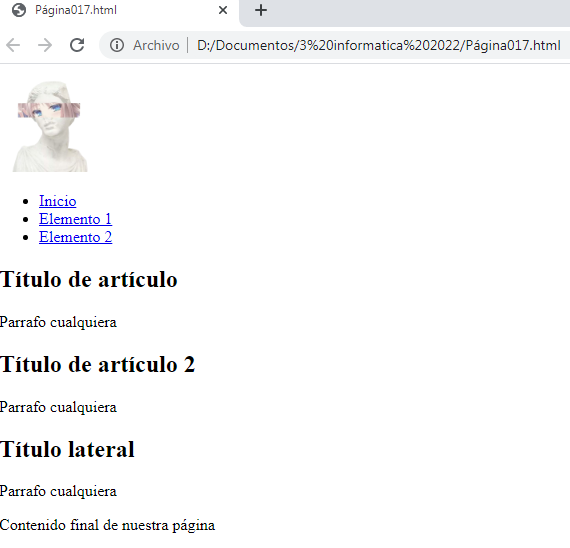 Página017.html
Archivo D:/Documentos/3%20informatica%202022/Página017.html
Inicio
Elemento 1
Elemento 2
Título de artículo
Parrafo cualquiera
Título de artículo 2
Parrafo cualquiera
Título lateral
Parrafo cualquiera
Contenido final de nuestra página